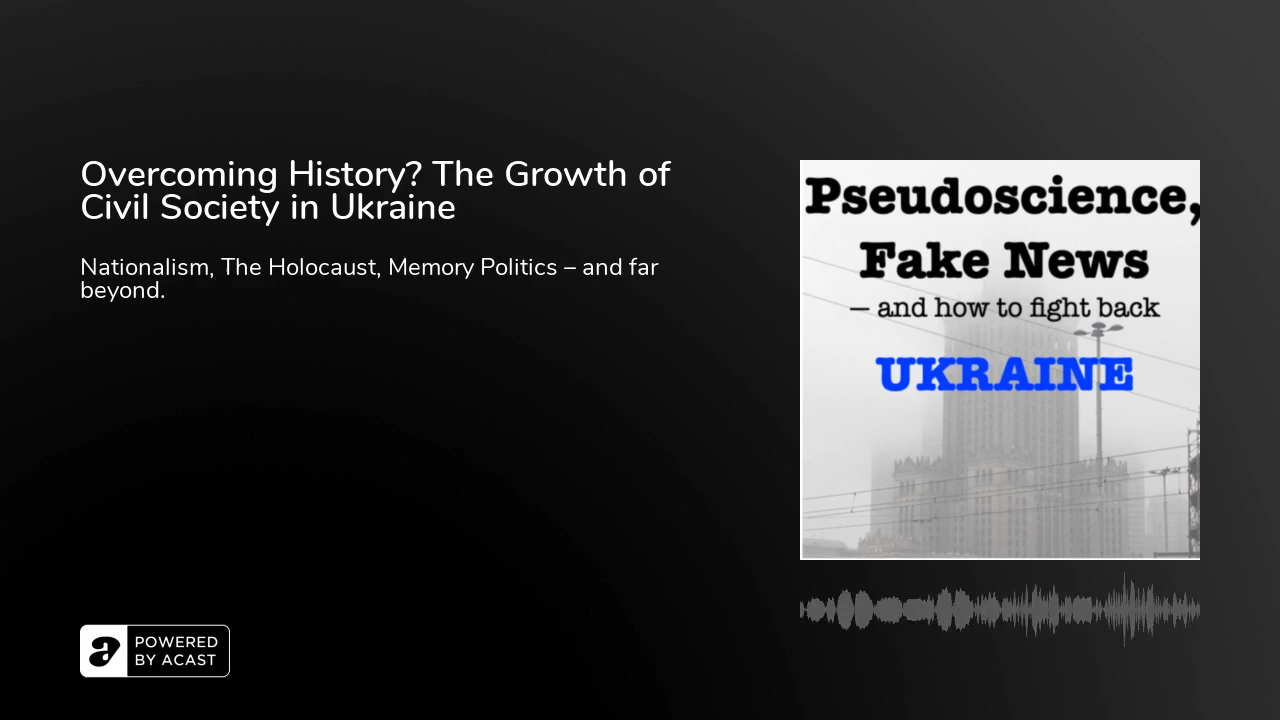 Overcoming History? The Growth of
Civil Society in Ukraine
Nationalism, The Holocaust, Memory Politics – and far
beyond.
Pseudoscience,
Fake News
– and how to fight back
UKRAINE
a
POWERED
BY ACAST